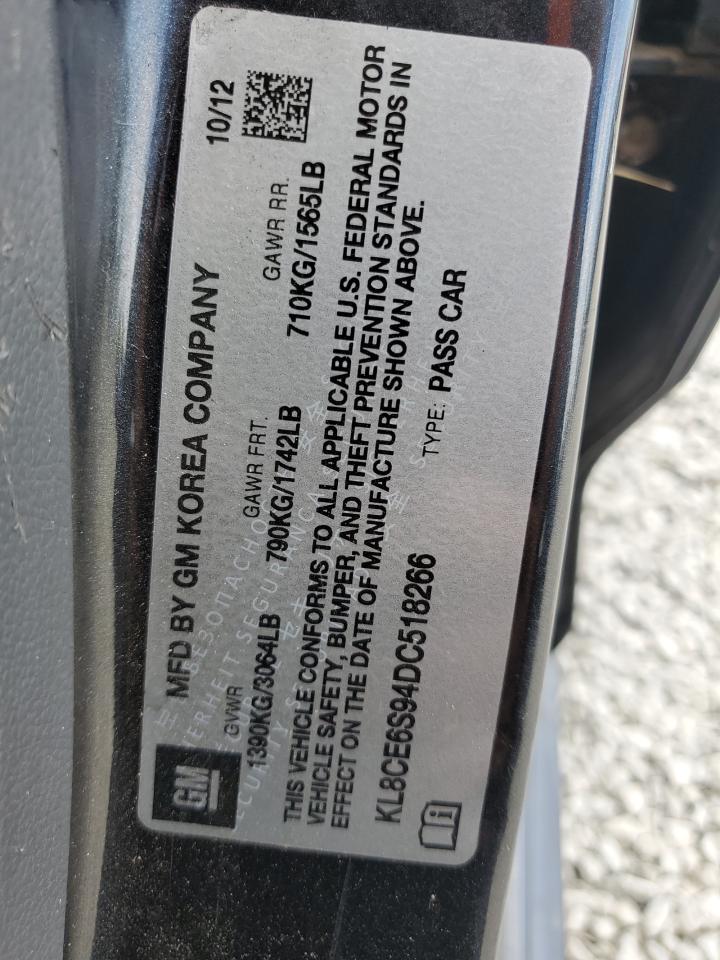 GM
MFD BY GM KOREA COMPANY
10/12
GVWR GAWR FRT. GAWR RR.
1390KG/3064LB 790KG/1742LB 710KG/1565LB
THIS VEHICLE CONFORMS TO ALL APPLICABLE U.S. FEDERAL MOTOR
VEHICLE SAFETY, BUMPER, AND THEFT PREVENTION STANDARDS IN
EFFECT ON THE DATE OF MANUFACTURE SHOWN ABOVE.
KL8CE6S94DC518266
TYPE: PASS CAR